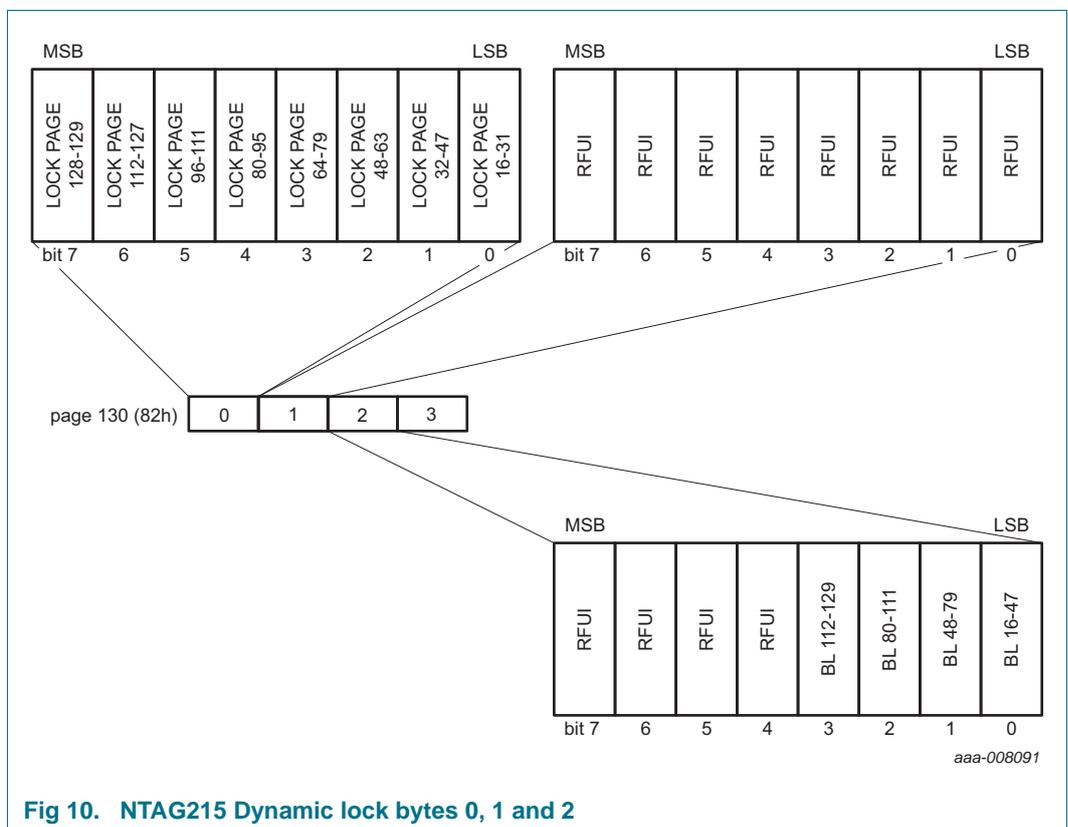 MSB LSB MSB LSB
LOCK PAGE 128-129
LOCK PAGE 112-127
LOCK PAGE 96-111
LOCK PAGE 80-95
LOCK PAGE 64-79
LOCK PAGE 48-63
LOCK PAGE 32-47
LOCK PAGE 16-31
RFUI
RFUI
RFUI
RFUI
RFUI
RFUI
RFUI
RFUI
bit 7 6 5 4 3 2 1 0 bit 7 6 5 4 3 2 1 0
page 130 (82h) 0 1 2 3
MSB LSB
RFUI
RFUI
RFUI
RFUI
BL 112-129
BL 80-111
BL 48-79
BL 16-47
bit 7 6 5 4 3 2 1 0
aaa-008091
Fig 10. NTAG215 Dynamic lock bytes 0, 1 and 2